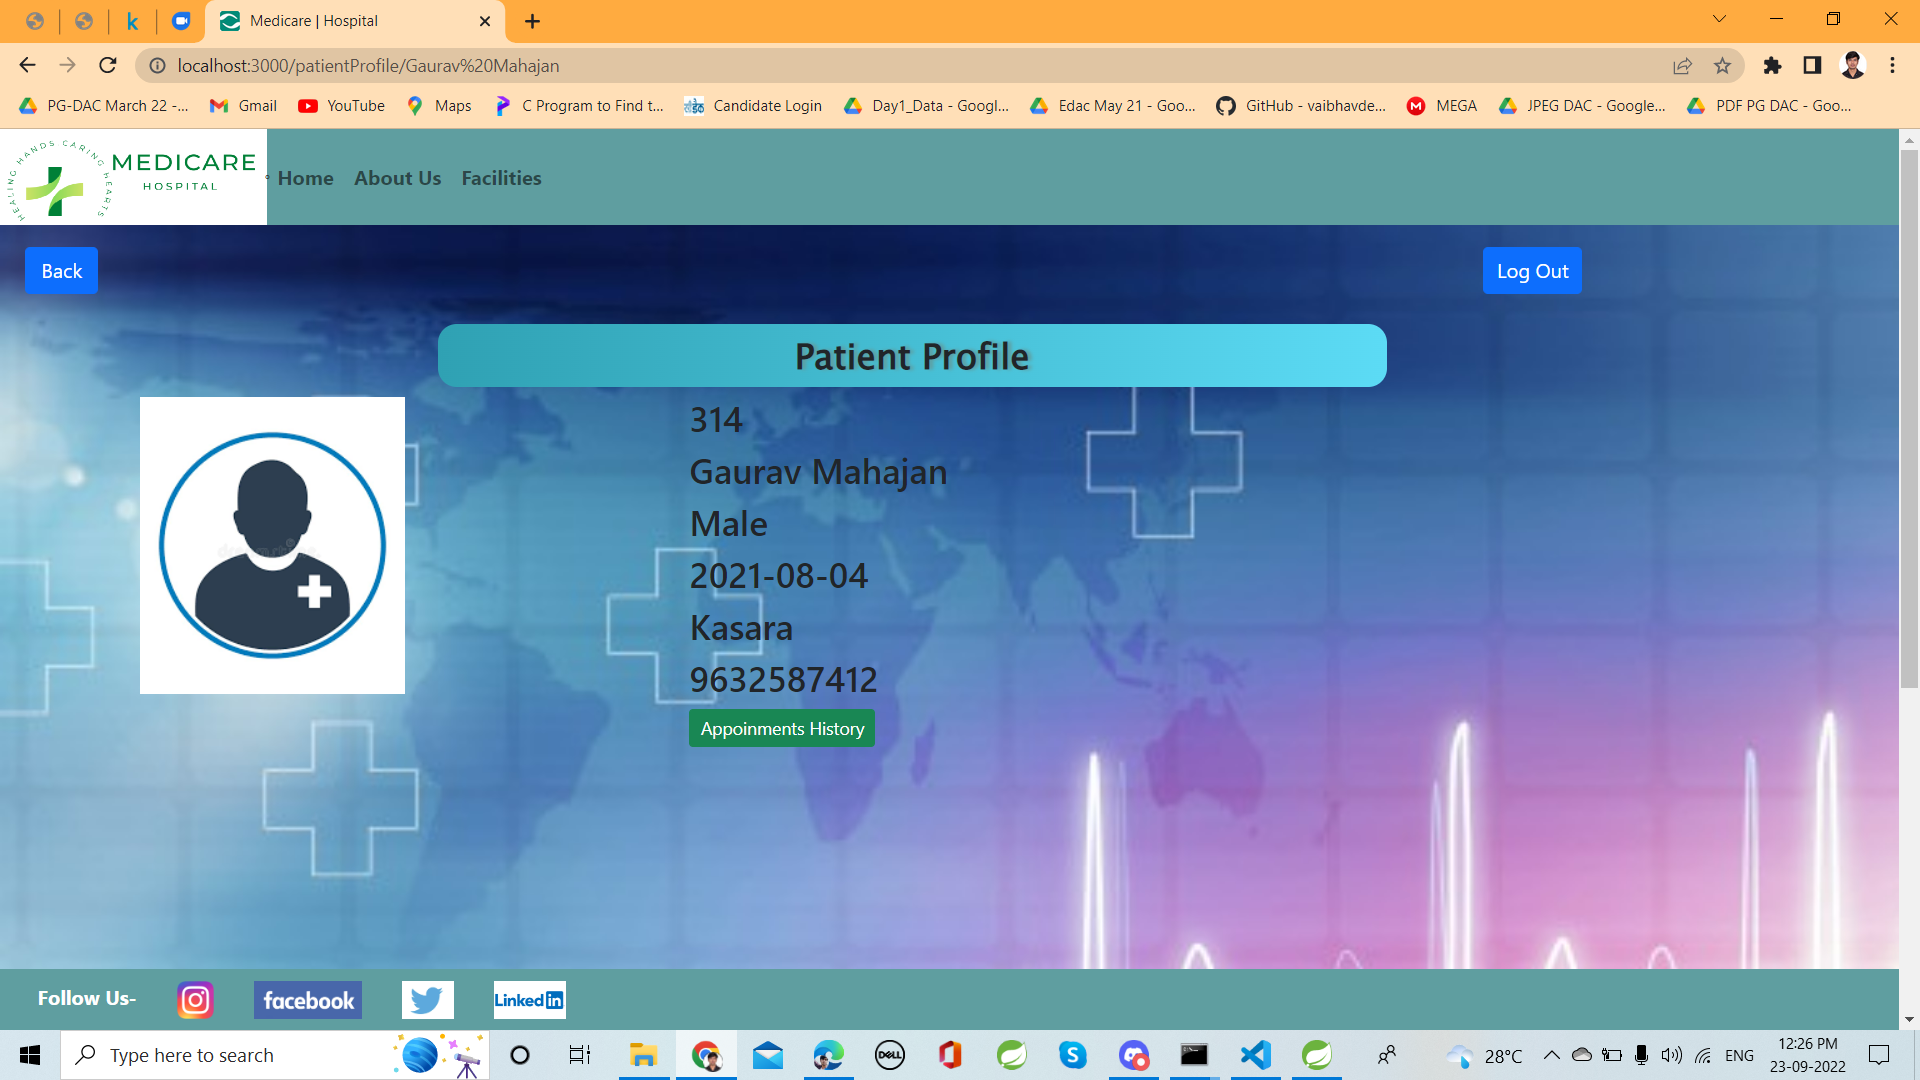 Medicare | Hospital
localhost:3000/patientProfile/Gaurav%20Mahajan
PG-DAC March 22 -... Gmail YouTube Maps C Program to Find t... Candidate Login Day1_Data - Googl... Edac May 21 - Goo... GitHub - vaibhavde... MEGA JPEG DAC - Google... PDF PG DAC - Goo...
HEALING HANDS CARING HEARTS
MEDICARE
HOSPITAL
Home About Us Facilities
Back Log Out
Patient Profile
314
Gaurav Mahajan
Male
2021-08-04
Kasara
9632587412
Appoinments History
Follow Us- facebook Linked in
Type here to search
DELL
28°C ENG
12:26 PM
23-09-2022